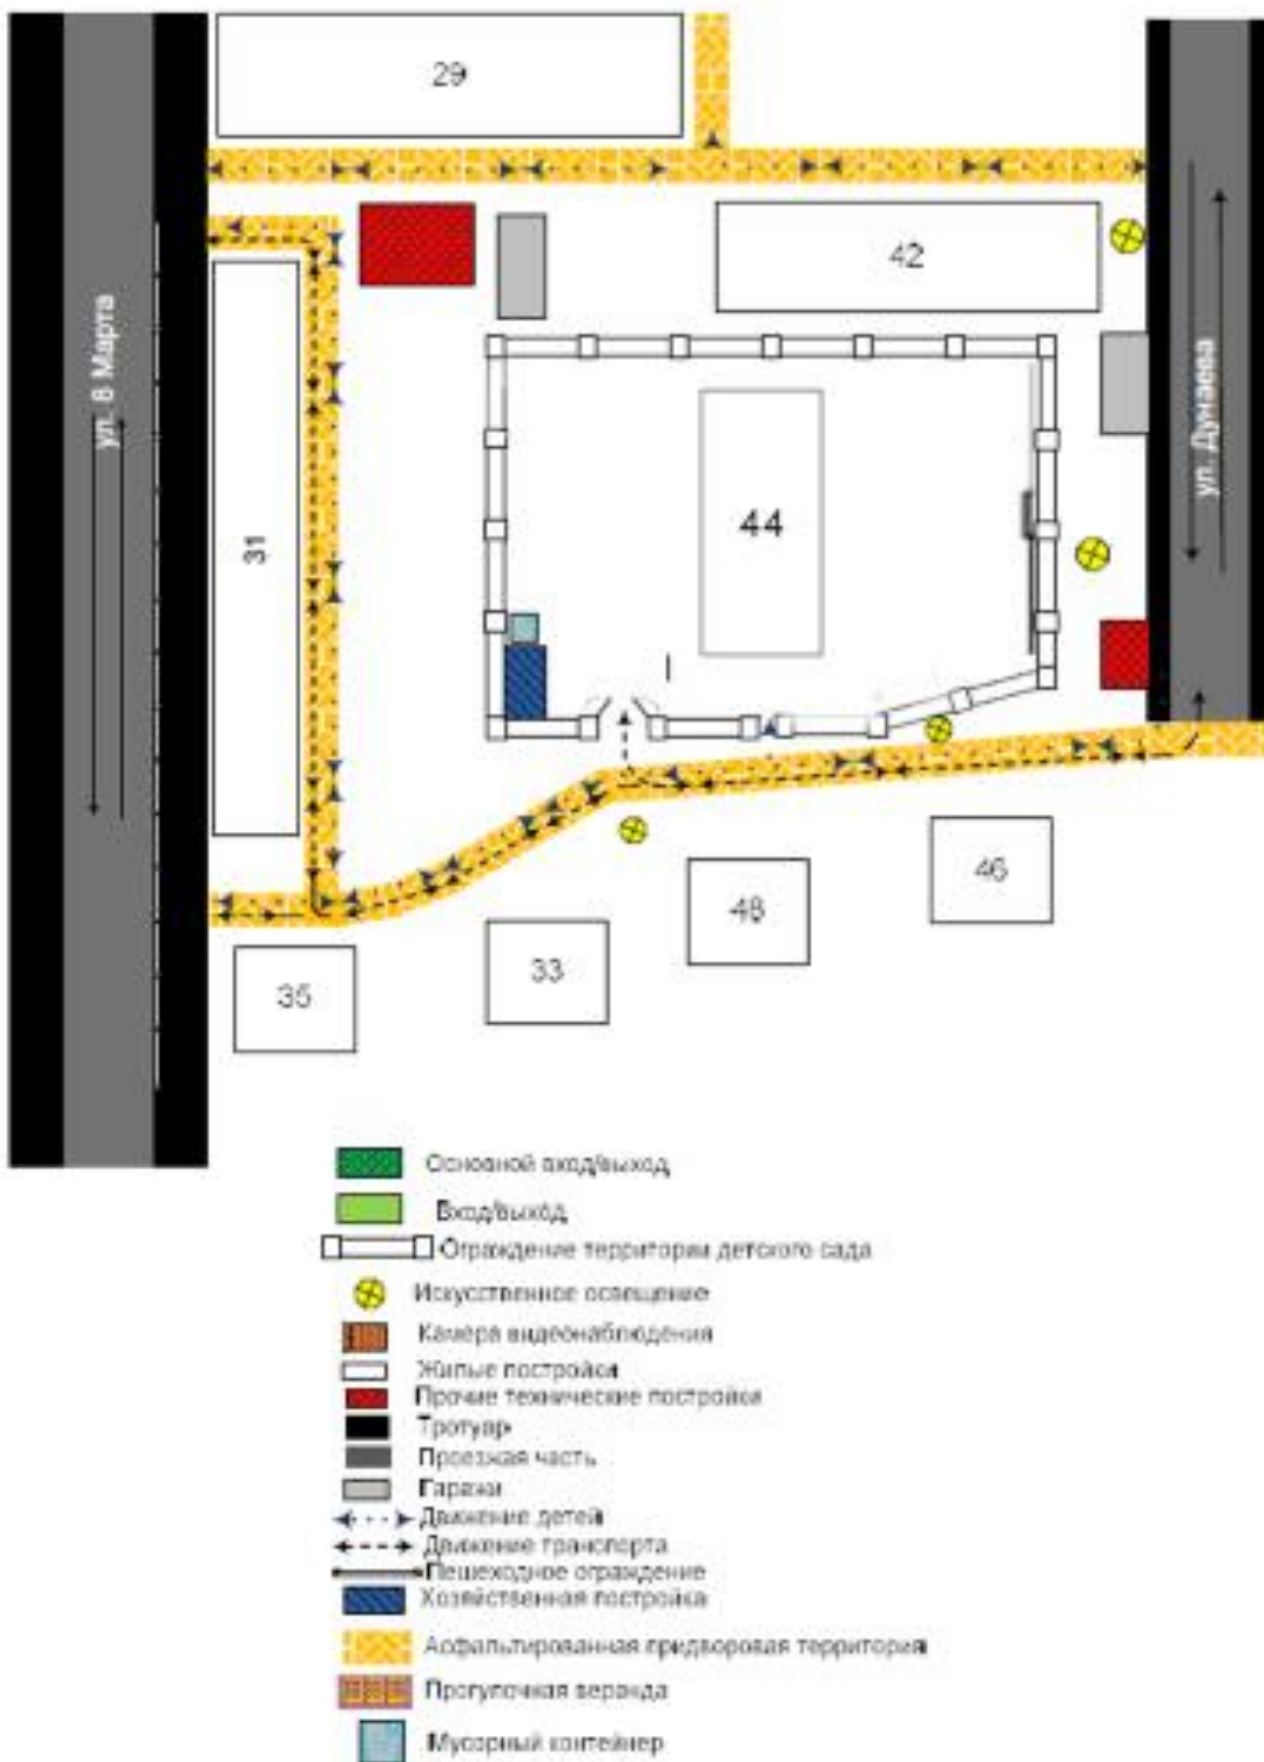 29
42
ул. 8 Марта
ул. Дунаева
31
44
46
48
33
35
Основной вход/выход
Вход/выход
Ограждение территории детского сада
Искусственное освещение
Камера видеонаблюдения
Жилые постройки
Прочие технические постройки
Тротуар
Проезжая часть
Гаражи
Движение детей
Движение транспорта
Пешеходное ограждение
Хозяйственная постройка
Асфальтированная придворовая территория
Прогулочная веранда
Мусорный контейнер